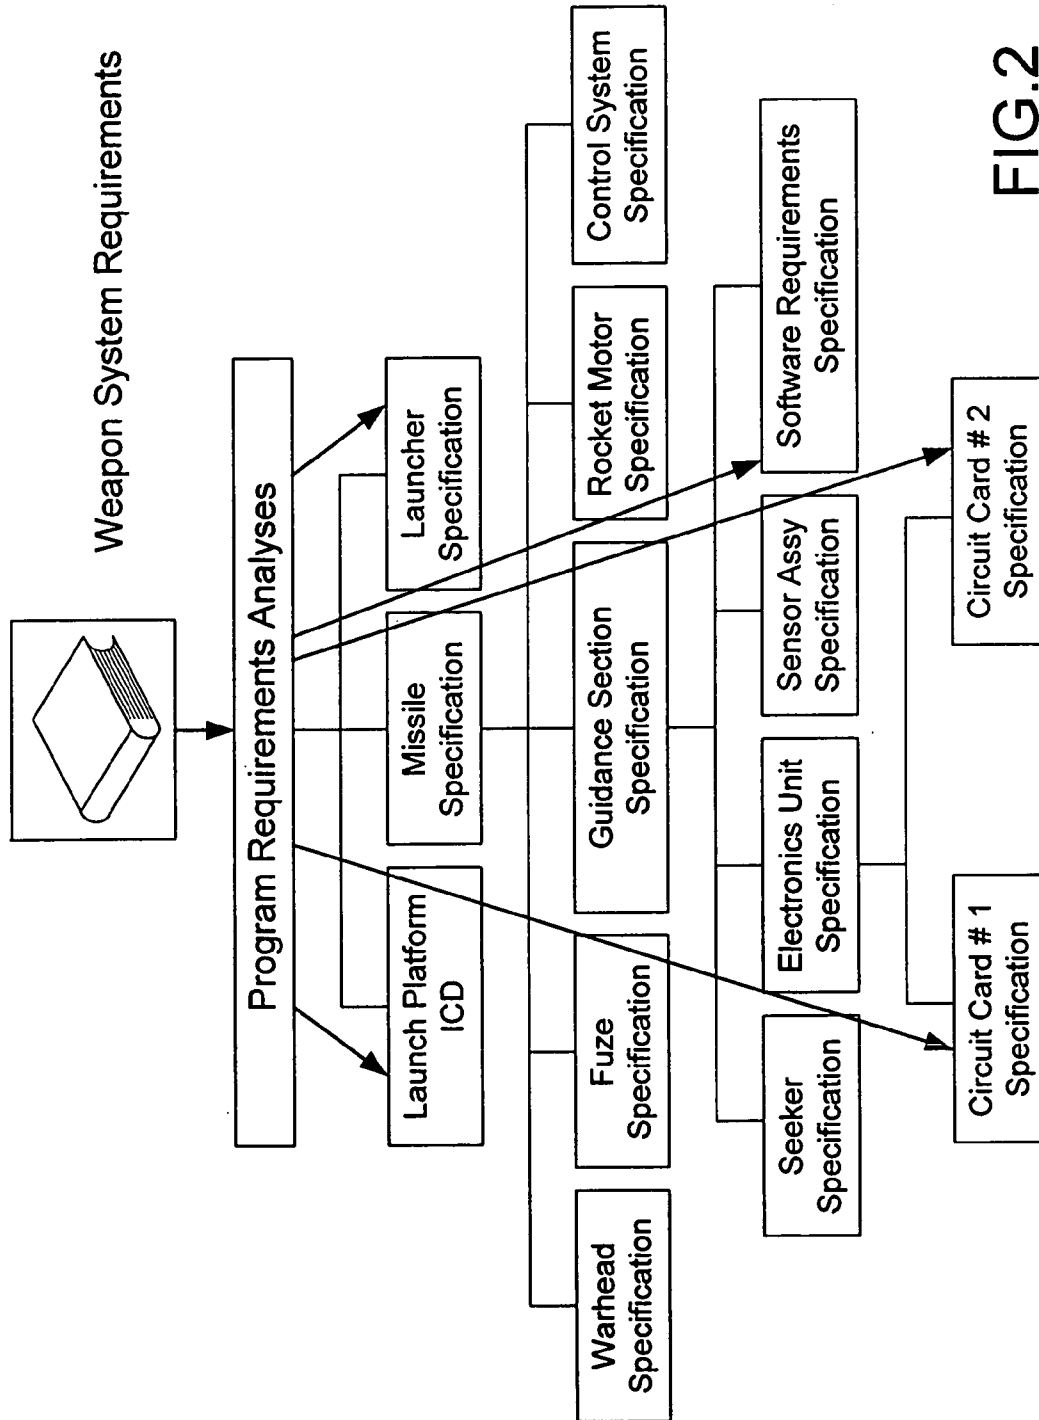 Weapon System Requirements
Program Requirements Analyses
Launch Platform
ICD
Missile
Specification
Launcher
Specification
Warhead
Specification
Fuze
Specification
Guidance Section
Specification
Rocket Motor
Specification
Control System
Specification
Seeker
Specification
Electronics Unit
Specification
Sensor Assy
Specification
Software Requirements
Specification
Circuit Card # 1
Specification
Circuit Card # 2
Specification
FIG.2